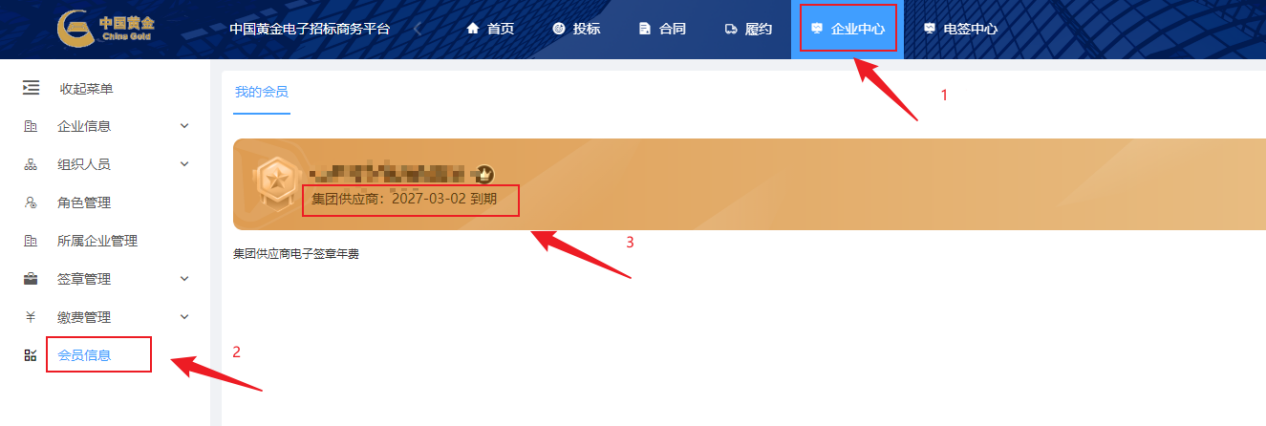 中国黄金
China Gold
中国黄金电子招标商务平台
首页
投标
合同
履约
企业中心
电签中心
收起菜单
企业信息
组织人员
角色管理
所属企业管理
签章管理
缴费管理
会员信息
我的会员
1
集团供应商：2027-03-02 到期
3
集团供应商电子签章年费
2